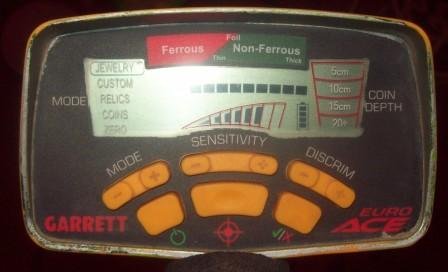 Foil
Ferrous Non-Ferrous
Thin Thick
JEWELRY
CUSTOM
RELICS
COINS
ZERO
MODE
5cm
10cm
15cm
20+
COIN
DEPTH
SENSITIVITY
MODE
DISCRIM
- +
- +
- +
GARRETT
EURO
ACE